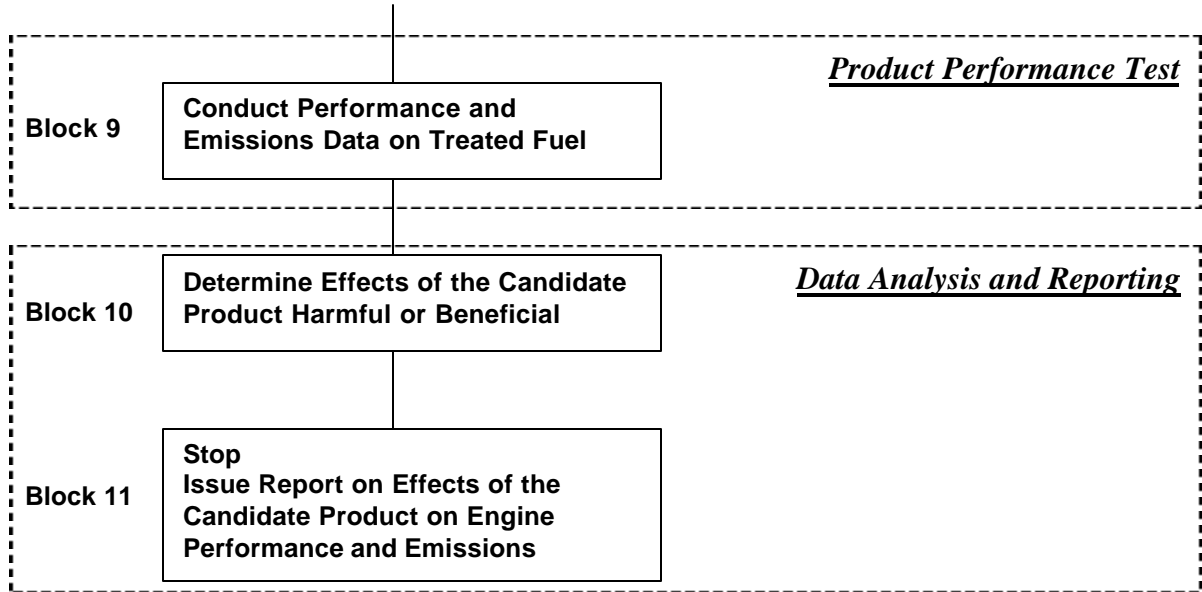 Product Performance Test
Block 9
Conduct Performance and
Emissions Data on Treated Fuel
Data Analysis and Reporting
Block 10
Determine Effects of the Candidate
Product Harmful or Beneficial
Block 11
Stop
Issue Report on Effects of the
Candidate Product on Engine
Performance and Emissions